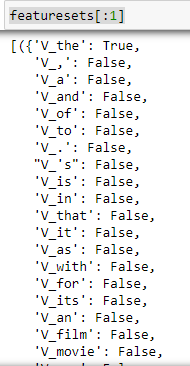 featuresets[:1]
[({'V_the': True,
'V_,': False,
'V_a': False,
'V_and': False,
'V_of': False,
'V_to': False,
'V_.': False,
"V_'s": False,
'V_is': False,
'V_in': False,
'V_that': False,
'V_it': False,
'V_as': False,
'V_with': False,
'V_for': False,
'V_its': False,
'V_an': False,
'V_film': False,
'V_movie': False,